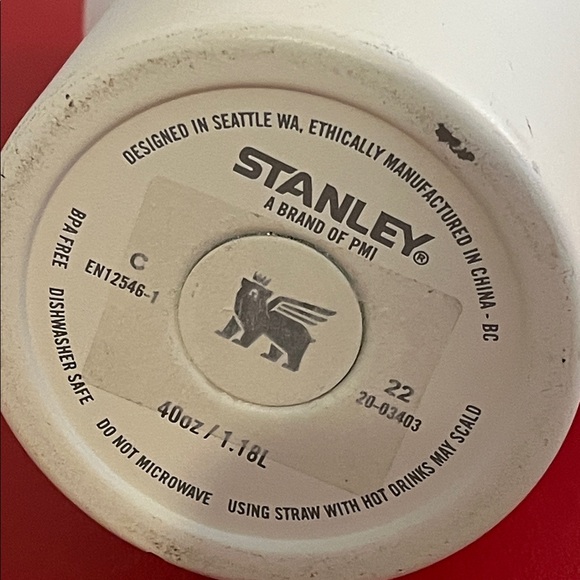 DESIGNED IN SEATTLE WA, ETHICALLY MANUFACTURED IN CHINA - BC
STANLEY®
A BRAND OF PMI
C
EN12546-1
22
20-03403
40oz / 1.18L
BPA FREE DISHWASHER SAFE DO NOT MICROWAVE USING STRAW WITH HOT DRINKS MAY SCALD